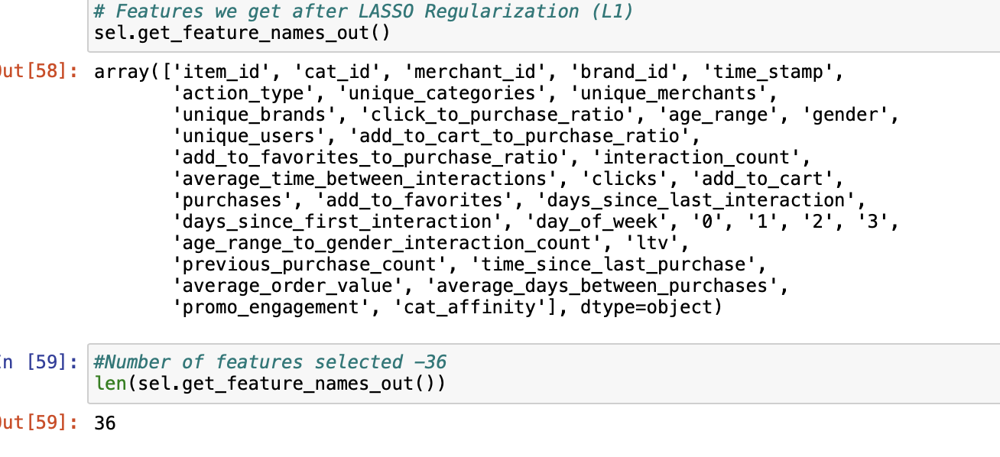 # Features we get after LASSO Regularization (L1)
sel.get_feature_names_out()
Out[58]: array(['item_id', 'cat_id', 'merchant_id', 'brand_id', 'time_stamp',
'action_type', 'unique_categories', 'unique_merchants',
'unique_brands', 'click_to_purchase_ratio', 'age_range', 'gender',
'unique_users', 'add_to_cart_to_purchase_ratio',
'add_to_favorites_to_purchase_ratio', 'interaction_count',
'average_time_between_interactions', 'clicks', 'add_to_cart',
'purchases', 'add_to_favorites', 'days_since_last_interaction',
'days_since_first_interaction', 'day_of_week', '0', '1', '2', '3',
'age_range_to_gender_interaction_count', 'ltv',
'previous_purchase_count', 'time_since_last_purchase',
'average_order_value', 'average_days_between_purchases',
'promo_engagement', 'cat_affinity'], dtype=object)
In [59]: #Number of features selected -36
len(sel.get_feature_names_out())
Out[59]: 36